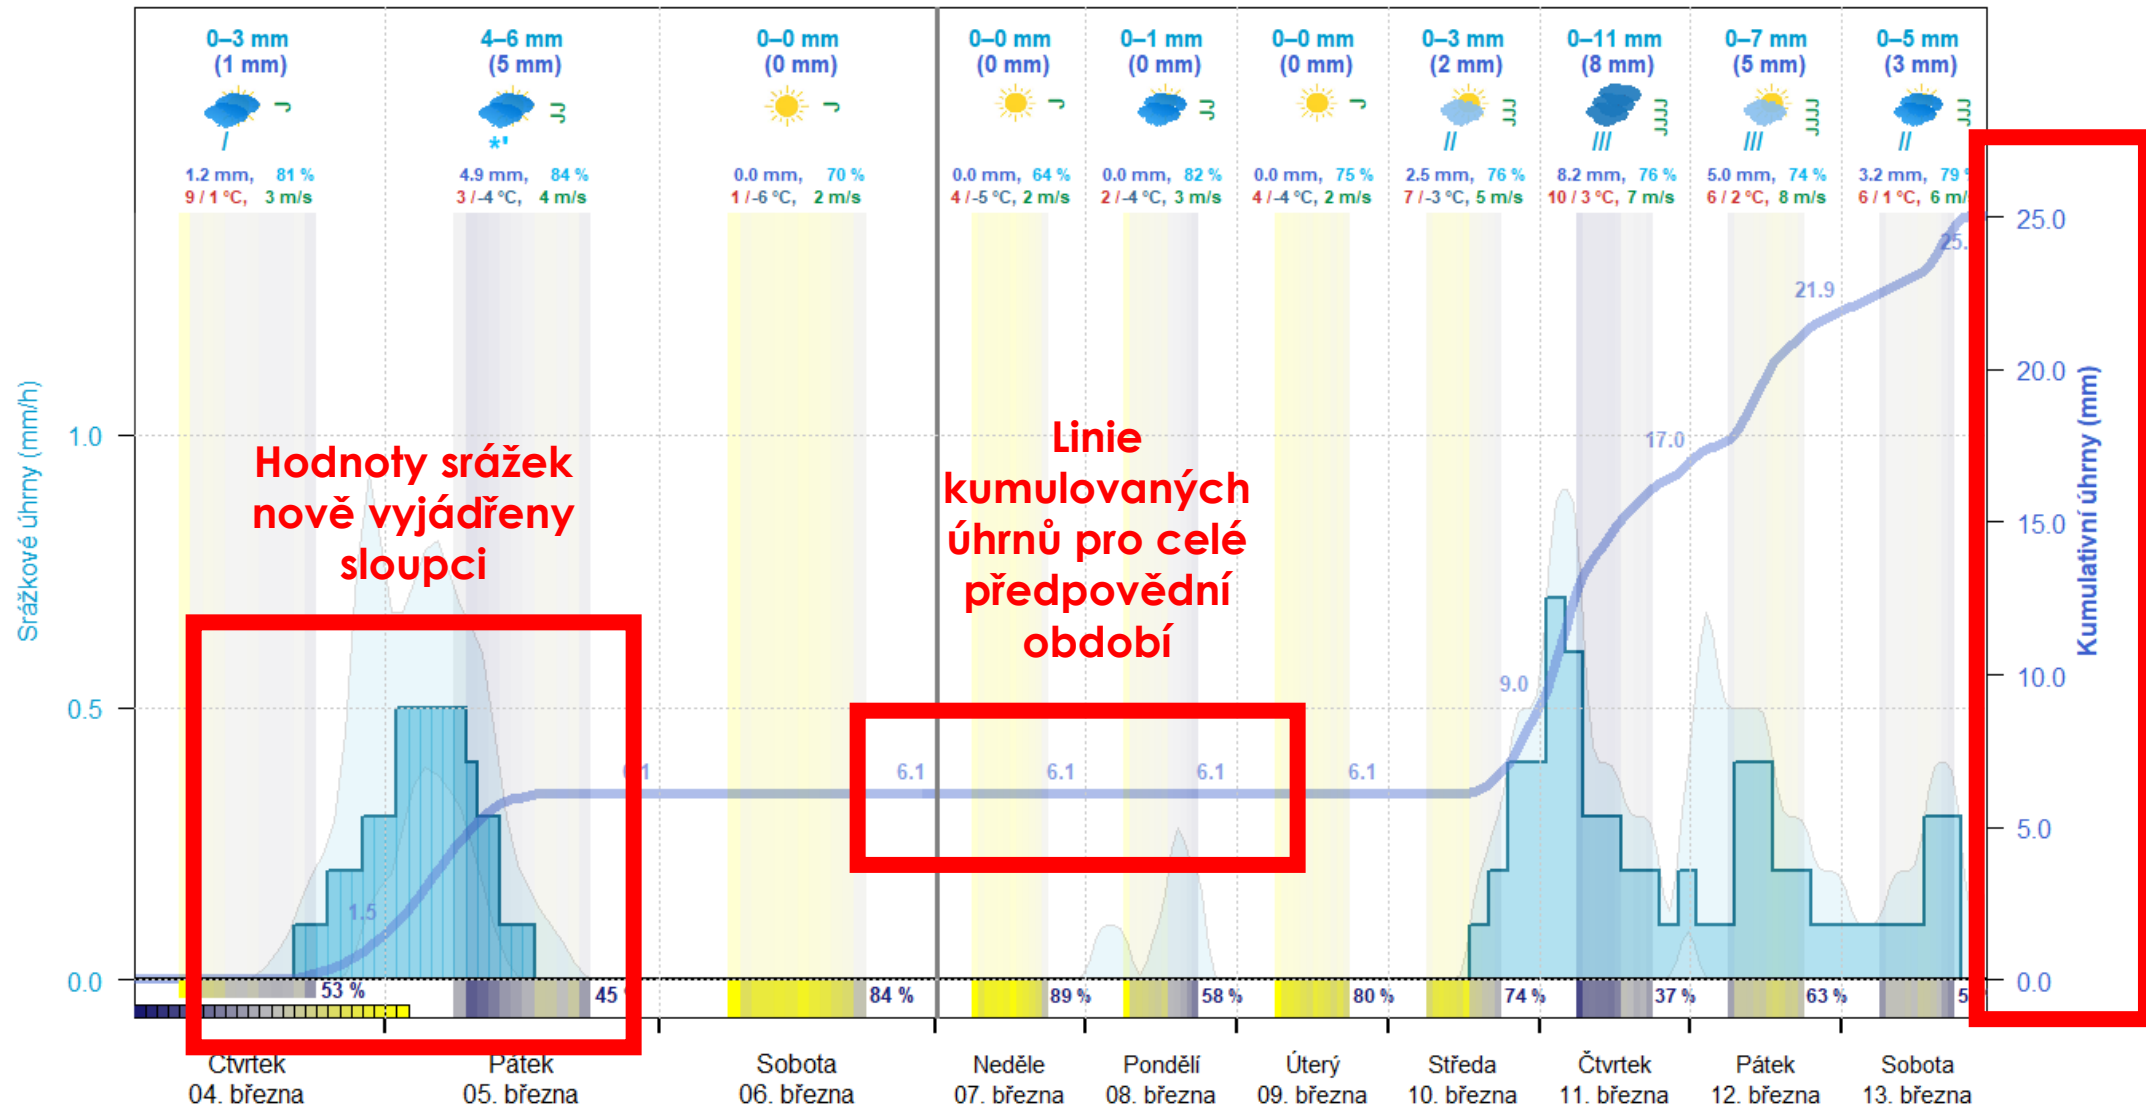 0–3 mm 4–6 mm 0–0 mm 0–0 mm 0–1 mm 0–0 mm 0–3 mm 0–11 mm 0–7 mm 0–5 mm
(1 mm) (5 mm) (0 mm) (0 mm) (0 mm) (0 mm) (2 mm) (8 mm) (5 mm) (3 mm)
1.2 mm, 81 % 4.9 mm, 84 % 0.0 mm, 70 % 0.0 mm, 64 % 0.0 mm, 82 % 0.0 mm, 75 % 2.5 mm, 76 % 8.2 mm, 76 % 5.0 mm, 74 % 3.2 mm, 79
9 / 1 °C, 3 m/s 3 /-4 °C, 4 m/s 1 /-6 °C, 2 m/s 4 /-5 °C, 2 m/s 2 /-4 °C, 3 m/s 4 /-4 °C, 2 m/s 7 /-3 °C, 5 m/s 10 / 3 °C, 7 m/s 6 / 2 °C, 8 m/s 6 / 1 °C, 6 m/s
Srážkové úhrny (mm/h)
1.0
0.5
0.0
Hodnoty srážek
nově vyjádřeny
sloupci
Linie
kumulovaných
úhrnů pro celé
předpovědní
období
1.5
6.1 6.1 6.1 6.1
9.0
17.0
21.9
25.0
20.0
15.0
10.0
5.0
0.0
Kumulativní úhrny (mm)
53 % 45 84 % 89 % 58 % 80 % 74 % 37 % 63 %
Čtvrtek Pátek Sobota Neděle Pondělí Úterý Středa Čtvrtek Pátek Sobota
04. března 05. března 06. března 07. března 08. března 09. března 10. března 11. března 12. března 13. března